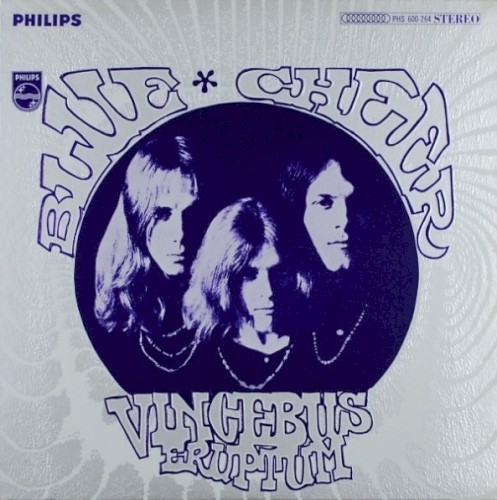 PHILIPS
PHS 600-264 STEREO
PHILIPS
BLUE * CHEER
VINCEBUS
ERUPTUM